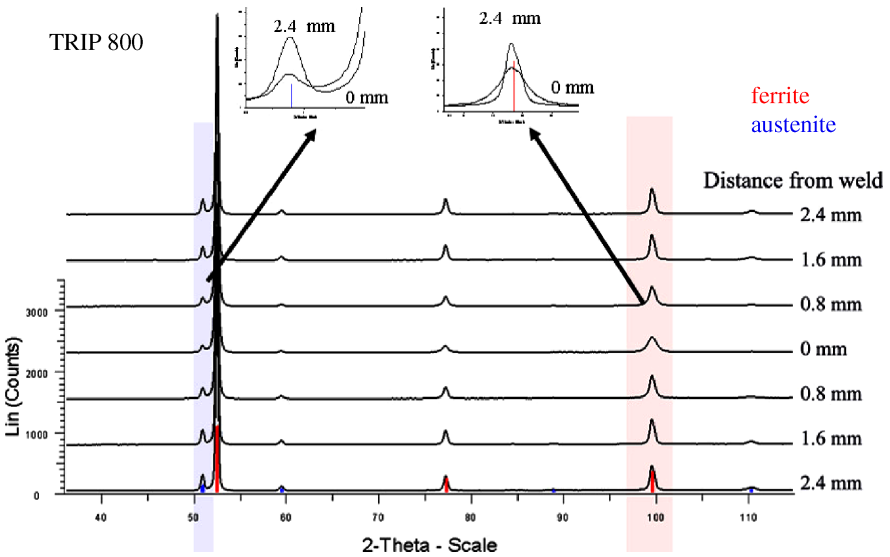 TRIP 800
2.4 mm
0 mm
2.4 mm
0 mm
ferrite
austenite
Distance from weld
2.4 mm
1.6 mm
0.8 mm
0 mm
0.8 mm
1.6 mm
2.4 mm
Lin (Counts)
3000
2000
1000
0
40 50 60 70 80 90 100 110
2-Theta - Scale